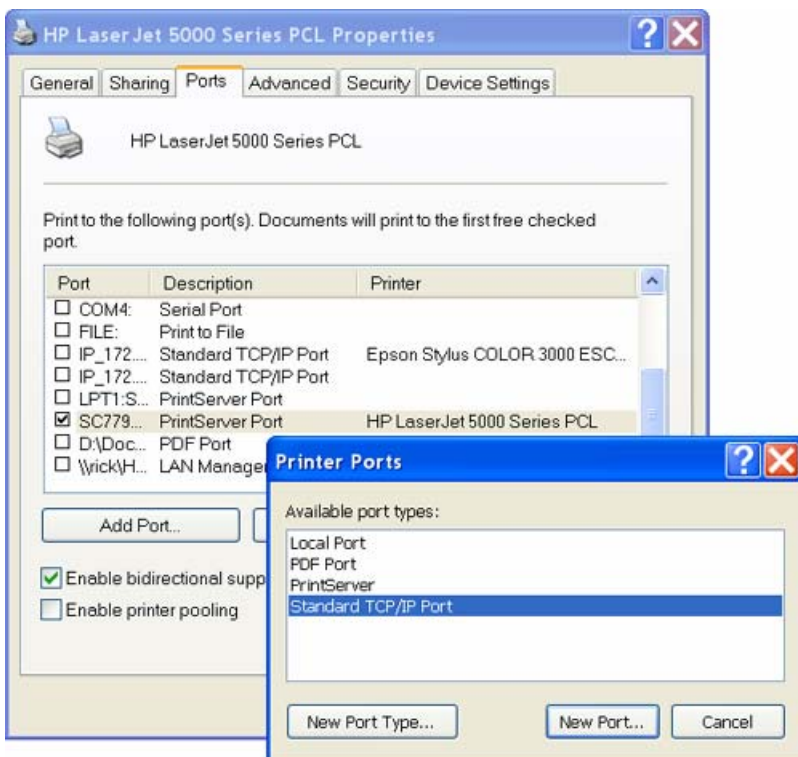 HP LaserJet 5000 Series PCL Properties
General Sharing Ports Advanced Security Device Settings
HP LaserJet 5000 Series PCL
Print to the following port(s). Documents will print to the first free checked
port.
Port Description Printer
COM4: Serial Port
FILE: Print to File
IP_172.... Standard TCP/IP Port Epson Stylus COLOR 3000 ESC...
IP_172.... Standard TCP/IP Port
LPT1:S... PrintServer Port
SC779... PrintServer Port HP LaserJet 5000 Series PCL
D:\Doc... PDF Port
\\rick\H... LAN Manager
Add Port...
Enable bidirectional supp
Enable printer pooling
Printer Ports
Available port types:
Local Port
PDF Port
PrintServer
Standard TCP/IP Port
New Port Type... New Port... Cancel